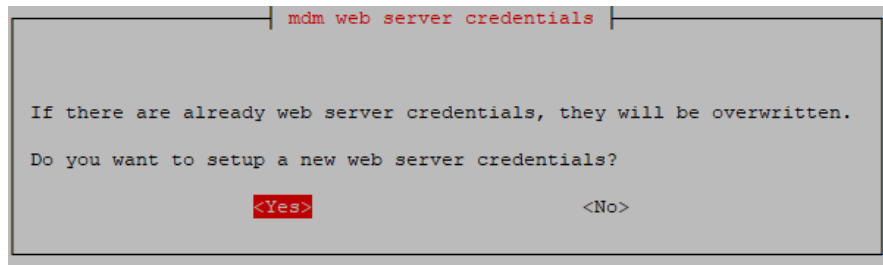 mdm web server credentials
If there are already web server credentials, they will be overwritten.
Do you want to setup a new web server credentials?
<Yes> <No>